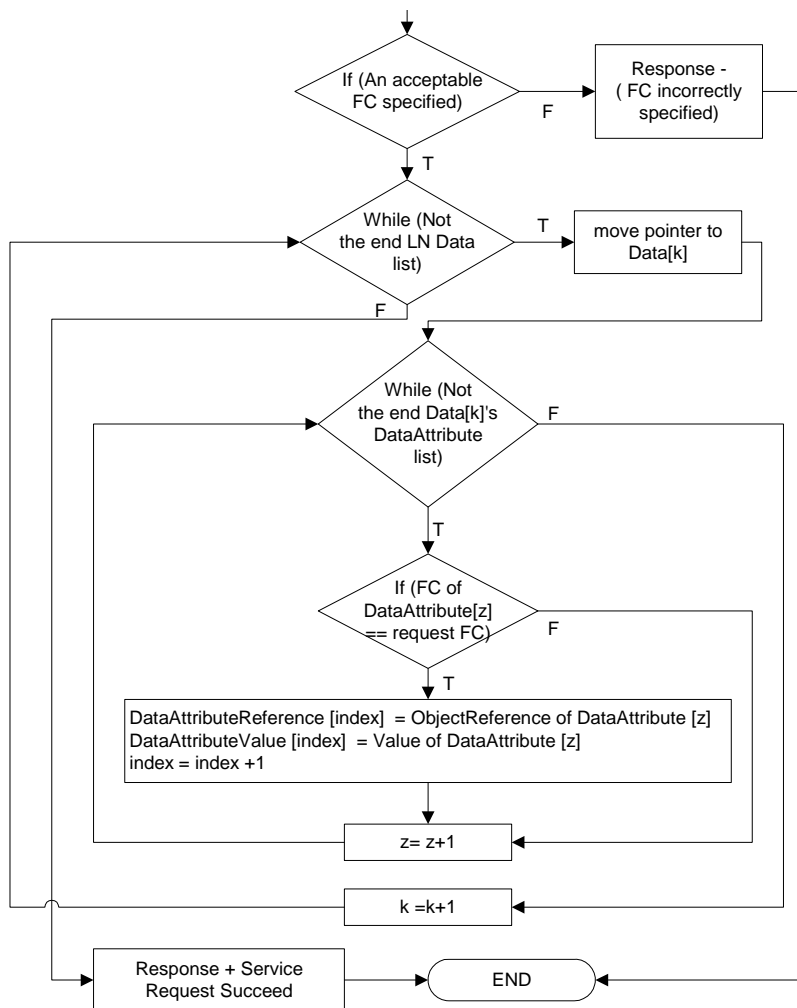 If (An acceptable
FC specified)
F
Response -
( FC incorrectly
specified)
T
While (Not
the end LN Data
list)
T
move pointer to
Data[k]
F
While (Not
the end Data[k]'s
DataAttribute
list)
F
T
If (FC of
DataAttribute[z]
== request FC)
F
T
DataAttributeReference [index]  = ObjectReference of DataAttribute [z]
DataAttributeValue [index]  = Value of DataAttribute [z]
index = index +1
z= z+1
k =k+1
Response + Service
Request Succeed
END